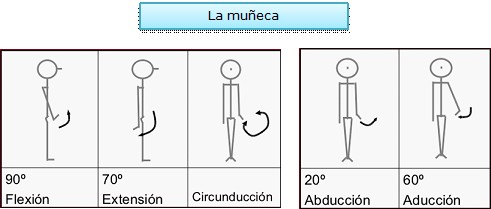 La muñeca
90º
Flexión
70º
Extensión
Circunducción
20º
Abducción
60º
Aducción